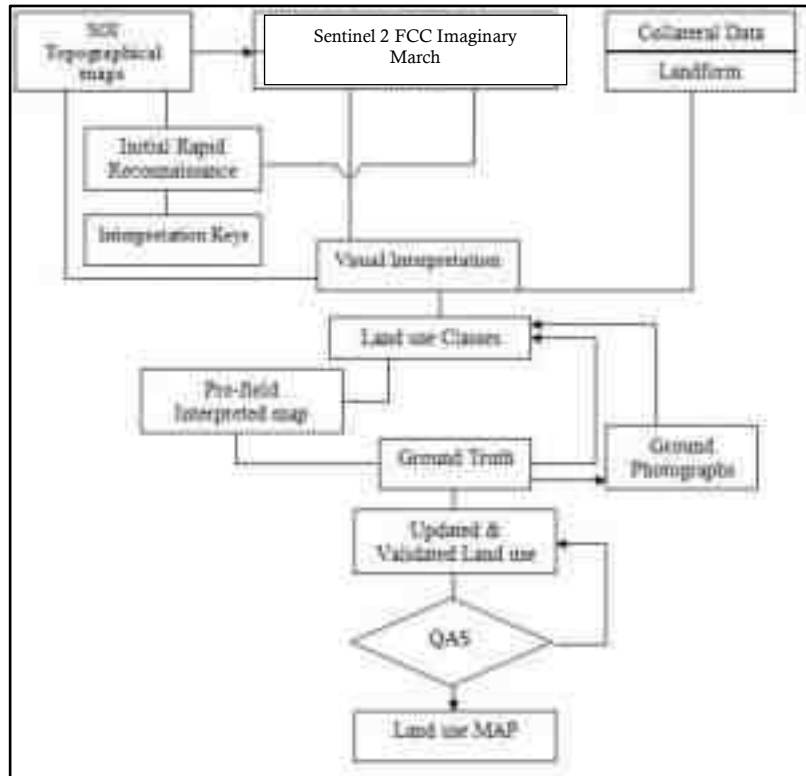 SOI
Topographical
maps
Sentinel 2 FCC Imaginary
March
Collateral Data
Landform
Initial Rapid
Reconnaissance
Interpretation Keys
Visual Interpretation
Land use Classes
Pre-field
Interpreted map
Ground Truth
Ground
Photographs
Updated &
Validated Land use
QAS
Land use MAP